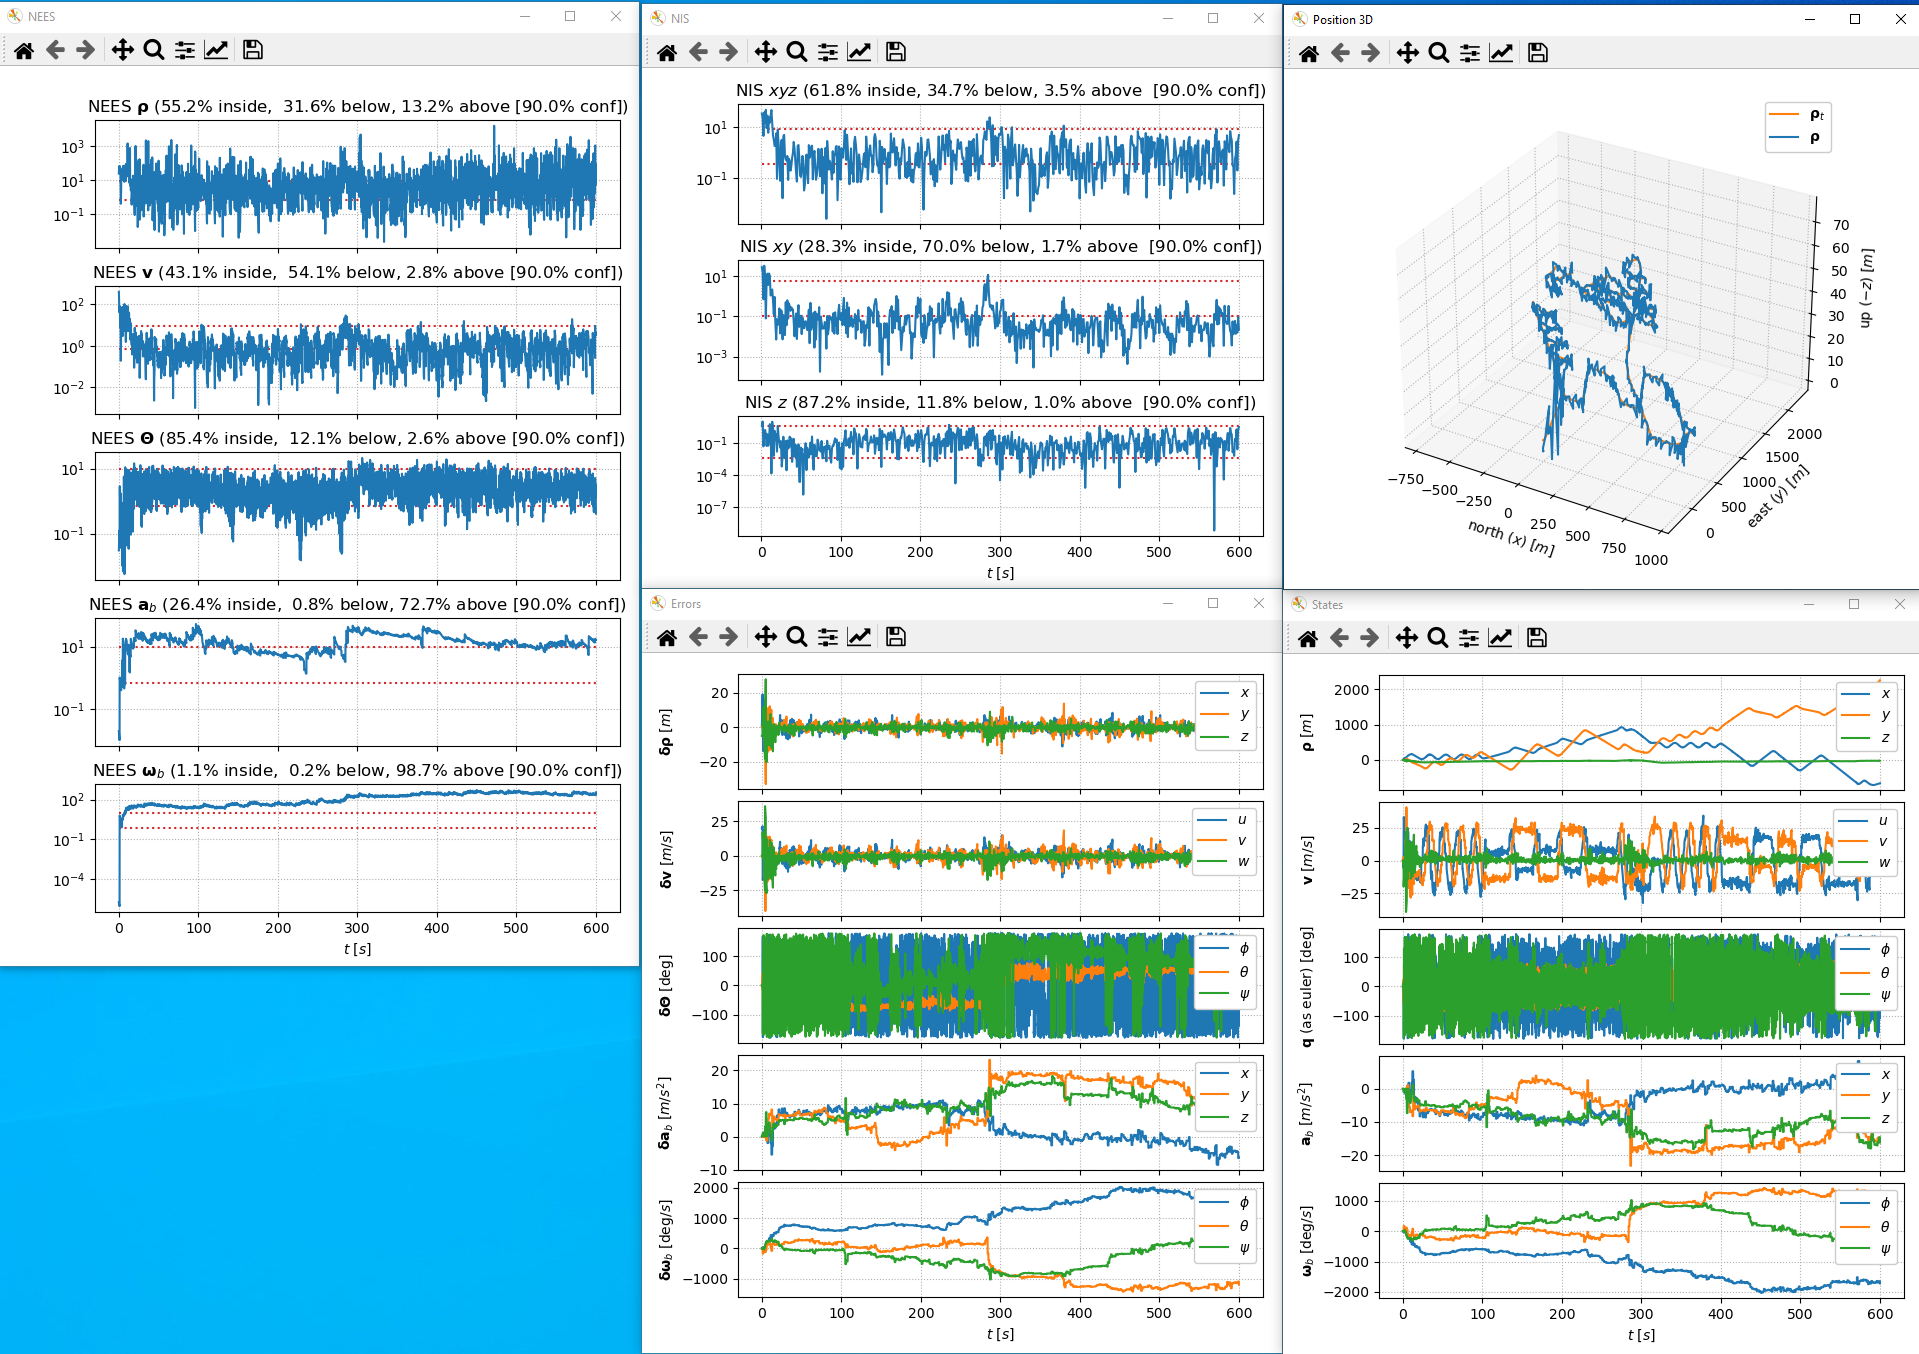 NEES
NEES ρ (55.2% inside, 31.6% below, 13.2% above [90.0% conf])
10³
10¹
10⁻¹
NEES v (43.1% inside, 54.1% below, 2.8% above [90.0% conf])
10²
10⁰
10⁻²
NEES Θ (85.4% inside, 12.1% below, 2.6% above [90.0% conf])
10¹
10⁻¹
NEES a_b (26.4% inside, 0.8% below, 72.7% above [90.0% conf])
10¹
10⁻¹
NEES ω_b (1.1% inside, 0.2% below, 98.7% above [90.0% conf])
10²
10⁻¹
10⁻⁴
0 100 200 300 400 500 600
t [s]
NIS
NIS xyz (61.8% inside, 34.7% below, 3.5% above [90.0% conf])
10¹
10⁻¹
NIS xy (28.3% inside, 70.0% below, 1.7% above [90.0% conf])
10¹
10⁻¹
10⁻³
NIS z (87.2% inside, 11.8% below, 1.0% above [90.0% conf])
10⁻¹
10⁻⁴
10⁻⁷
0 100 200 300 400 500 600
t [s]
Position 3D
ρt
ρ
70
60
50
40
30
20
10
0
up (−z) [m]
2000
1500
1000
500
0
east (y) [m]
−750
−500
−250
0
250
500
750
1000
north (x) [m]
Errors
δρ [m]
20
0
−20
x
y
z
δv [m/s]
25
0
−25
u
v
w
δΘ [deg]
100
0
−100
ϕ
θ
ψ
δa_b [m/s²]
20
10
0
−10
x
y
z
δω_b [deg/s]
2000
1000
0
−1000
ϕ
θ
ψ
0 100 200 300 400 500 600
t [s]
States
ρ [m]
2000
1000
0
x
y
z
v [m/s]
25
0
−25
u
v
w
q (as euler) [deg]
100
0
−100
ϕ
θ
ψ
a_b [m/s²]
0
−10
−20
x
y
z
ω_b [deg/s]
1000
0
−1000
−2000
ϕ
θ
ψ
0 100 200 300 400 500 600
t [s]